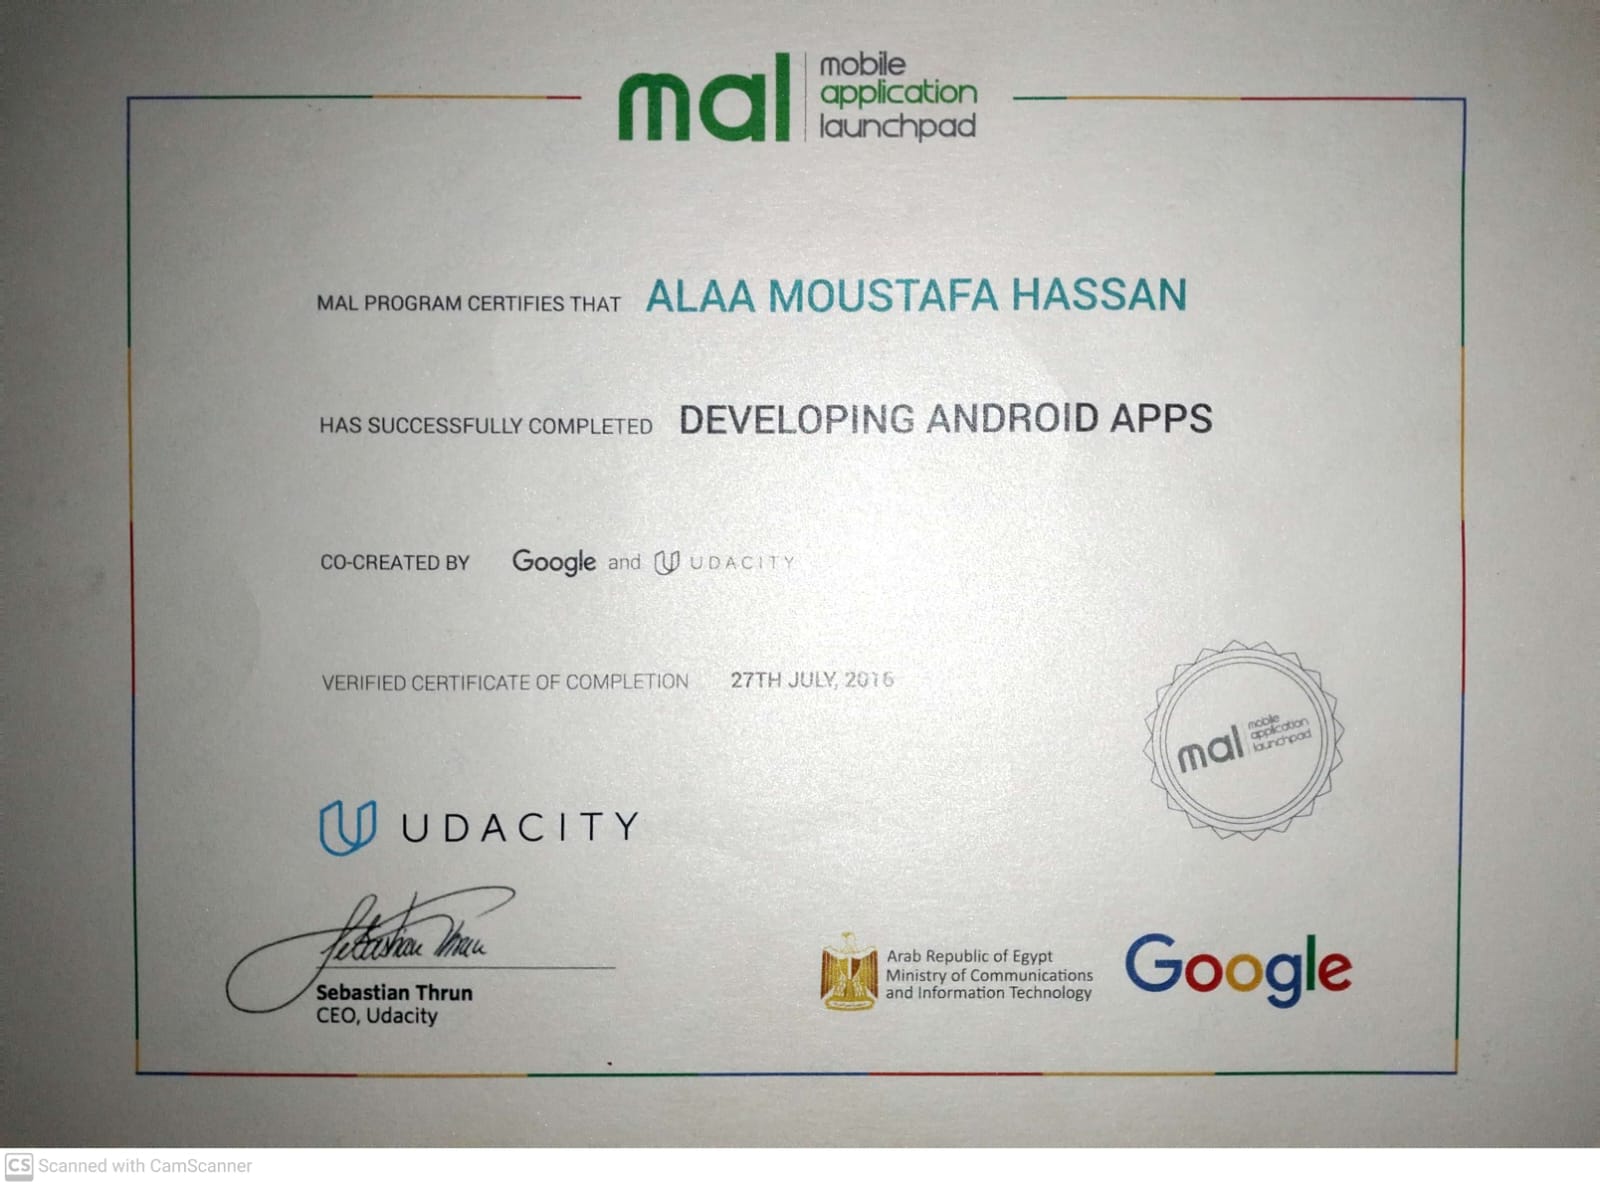 mal mobile application launchpad
MAL PROGRAM CERTIFIES THAT ALAA MOUSTAFA HASSAN
HAS SUCCESSFULLY COMPLETED DEVELOPING ANDROID APPS
CO-CREATED BY Google and UDACITY
VERIFIED CERTIFICATE OF COMPLETION 27TH JULY, 2016
mal mobile application launchpad
UDACITY
Sebastian Thrun
Sebastian Thrun
CEO, Udacity
Arab Republic of Egypt
Ministry of Communications
and Information Technology
Google
CS Scanned with CamScanner